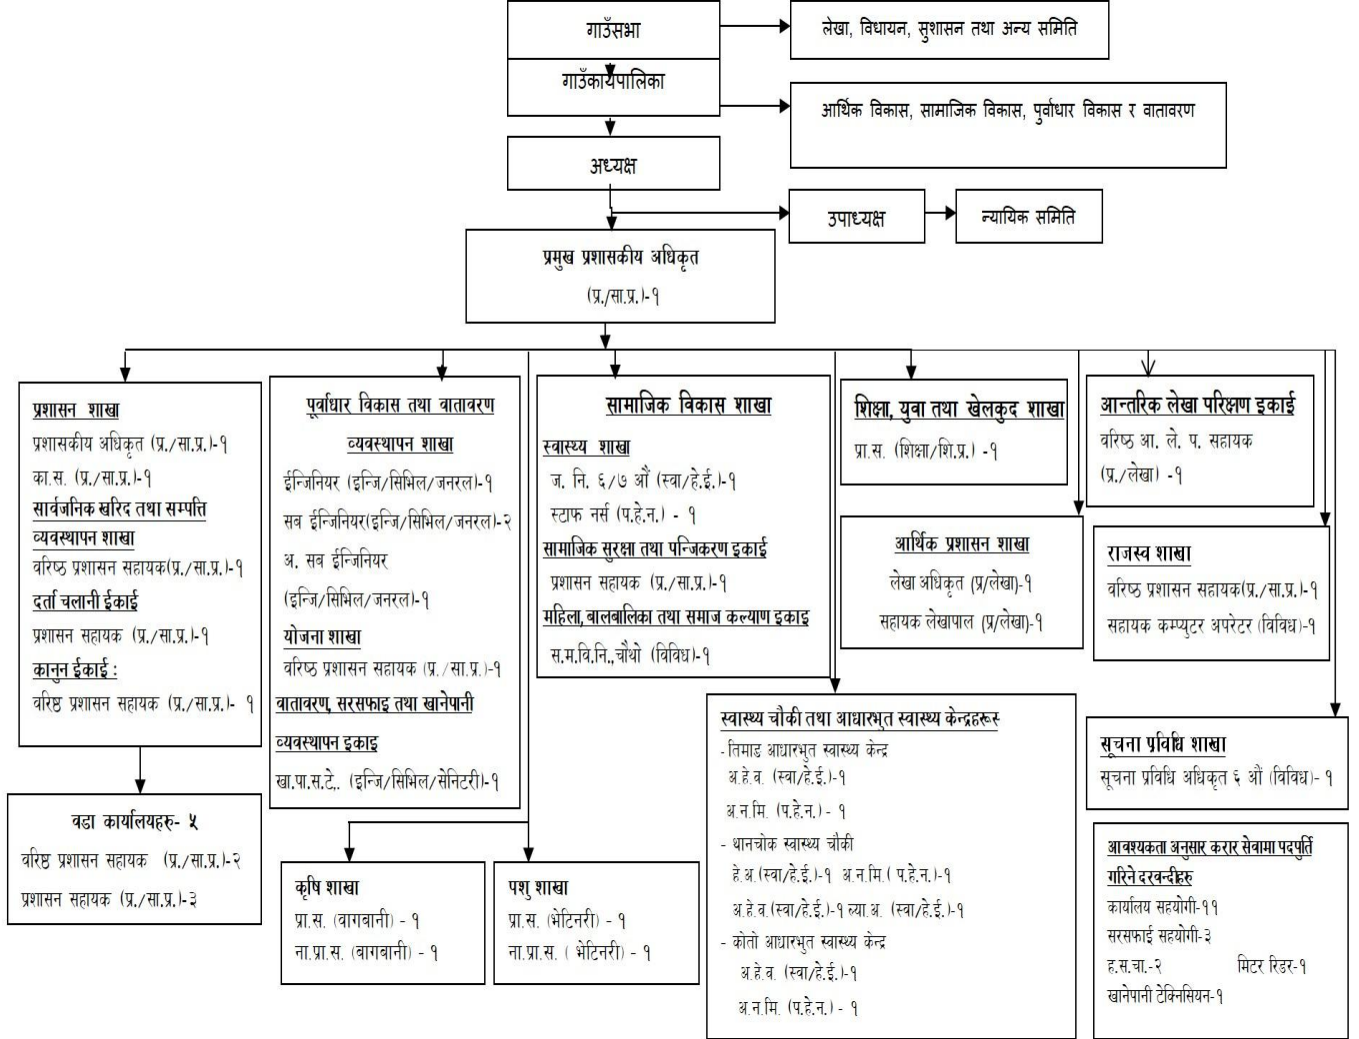 गाउँसभा
लेखा, विधायन, सुशासन तथा अन्य समिति
गाउँकार्यपालिका
आर्थिक विकास, सामाजिक विकास, पुर्वाधार विकास र वातावरण
अध्यक्ष
उपाध्यक्ष
न्यायिक समिति
प्रमुख प्रशासकीय अधिकृत
(प्र./सा.प्र.)-१
प्रशासन शाखा
प्रशासकीय अधिकृत (प्र./सा.प्र.)-१
का.स. (प्र./सा.प्र.)-१
सार्वजनिक खरिद तथा सम्पत्ति
व्यवस्थापन शाखा
वरिष्ठ प्रशासन सहायक(प्र./सा.प्र.)-१
दर्ता चलानी ईकाई
प्रशासन सहायक (प्र./सा.प्र.)-१
कानुन ईकाई :
वरिष्ठ प्रशासन सहायक (प्र./सा.प्र.)- १
वडा कार्यालयहरु- ५
वरिष्ठ प्रशासन सहायक (प्र./सा.प्र.)-२
प्रशासन सहायक (प्र./सा.प्र.)-३
पूर्वाधार विकास तथा वातावरण
व्यवस्थापन शाखा
ईन्जिनियर (इन्जि/सिभिल/जनरल)-१
सब ईन्जिनियर(इन्जि/सिभिल/जनरल)-२
अ. सब ईन्जिनियर
(इन्जि/सिभिल/जनरल)-१
योजना शाखा
वरिष्ठ प्रशासन सहायक (प्र./सा.प्र.)-१
वातावरण, सरसफाइ तथा खानेपानी
व्यवस्थापन इकाइ
खा.पा.स.टे.. (इन्जि/सिभिल/सेनिटरी)-१
कृषि शाखा
प्रा.स. (बागबानी) - १
ना.प्रा.स. (बागबानी) - १
पशु शाखा
प्रा.स. (भेटिनरी) - १
ना.प्रा.स. ( भेटिनरी) - १
सामाजिक विकास शाखा
स्वास्थ्य शाखा
ज. नि. ६/७ औं (स्वा/हे.ई.)-१
स्टाफ नर्स (प.हे.न.) - १
सामाजिक सुरक्षा तथा पन्जिकरण इकाई
प्रशासन सहायक (प्र./सा.प्र.)-१
महिला, बालबालिका तथा समाज कल्याण इकाइ
स.म.वि.नि.,चौथो (विविध)-१
स्वास्थ्य चौकी तथा आधारभुत स्वास्थ्य केन्द्रहरूस
- तिमाङ आधारभुत स्वास्थ्य केन्द्र
अ.हे.व. (स्वा/हे.ई.)-१
अ.न.मि. (प.हे.न.) - १
- थानचोक स्वास्थ्य चौकी
हे.अ.(स्वा/हे.ई.)-१ अ.न.मि.( प.हे.न.)-१
अ.हे.व.(स्वा/हे.ई.)-१ ल्या.अ. (स्वा/हे.ई.)-१
- कोतो आधारभुत स्वास्थ्य केन्द्र
अ.हे.व. (स्वा/हे.ई.)-१
अ.न.मि. (प.हे.न.) - १
शिक्षा, युवा तथा खेलकुद शाखा
प्रा.स. (शिक्षा/शि.प्र.) -१
आर्थिक प्रशासन शाखा
लेखा अधिकृत (प्र/लेखा)-१
सहायक लेखापाल (प्र/लेखा)-१
आन्तरिक लेखा परिक्षण इकाई
वरिष्ठ आ. ले. प. सहायक
(प्र./लेखा) -१
राजस्व शाखा
वरिष्ठ प्रशासन सहायक(प्र./सा.प्र.)-१
सहायक कम्प्युटर अपरेटर (विविध)-१
सूचना प्रविधि शाखा
सूचना प्रविधि अधिकृत ६ औं (विविध)- १
आवश्यकता अनुसार करार सेवामा पदपुर्ति
गरिने दरवन्दीहरु
कार्यालय सहयोगी-११
सरसफाई सहयोगी-३
ह.स.चा.-२ मिटर रिडर-१
खानेपानी टेक्निसियन-१